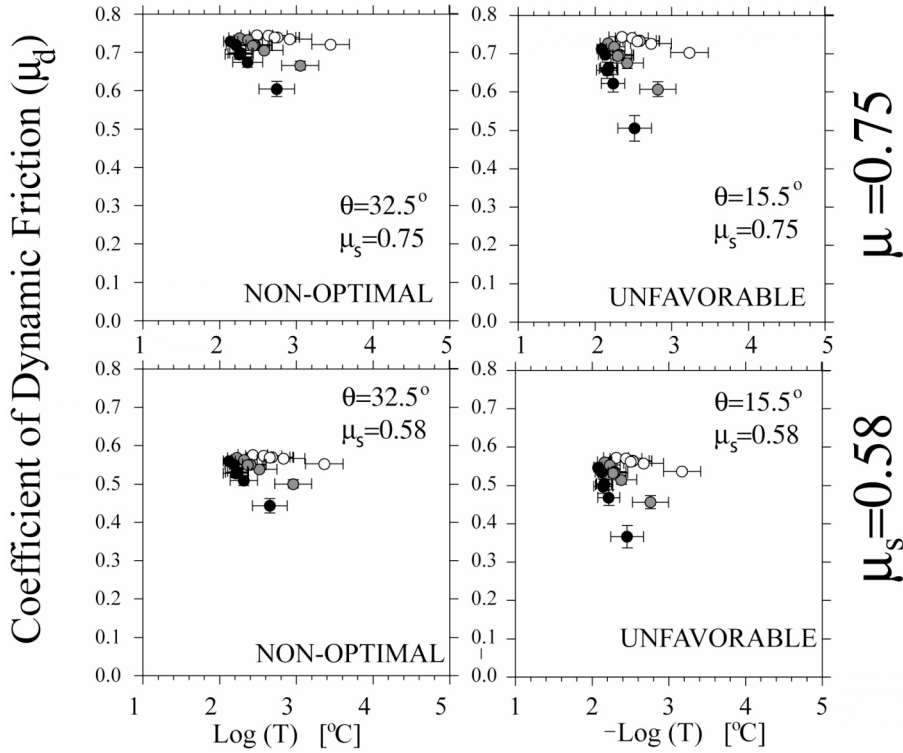 Coefficient of Dynamic Friction (μd)
0.8
0.7
0.6
0.5
0.4
0.3
0.2
0.1
0.0
θ=32.5°
μs=0.75
NON-OPTIMAL
1 2 3 4 5
0.8
0.7
0.6
0.5
0.4
0.3
0.2
0.1
0.0
θ=15.5°
μs=0.75
UNFAVORABLE
1 2 3 4 5
μ=0.75
0.8
0.7
0.6
0.5
0.4
0.3
0.2
0.1
0.0
θ=32.5°
μs=0.58
NON-OPTIMAL
1 2 3 4 5
Log (T) [°C]
0.8
0.7
0.6
0.5
0.4
0.3
0.2
0.1
0.0
θ=15.5°
μs=0.58
UNFAVORABLE
1 2 3 4 5
–Log (T) [°C]
μs=0.58